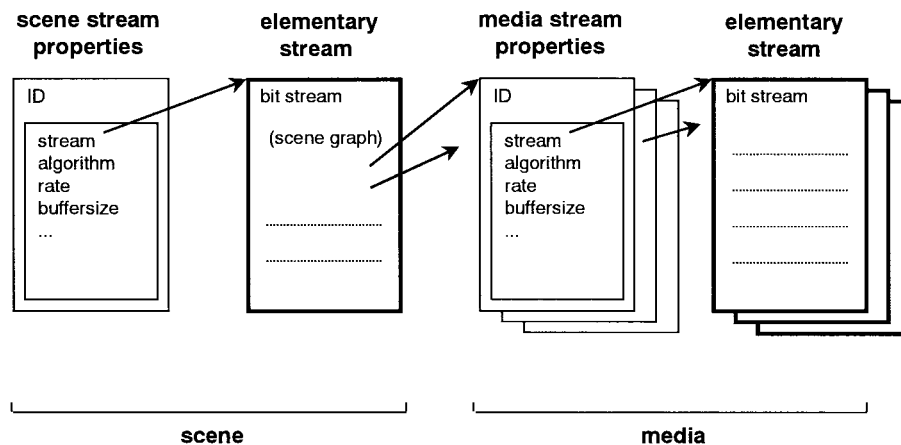 scene stream
properties
elementary
stream
media stream
properties
elementary
stream
ID
stream
algorithm
rate
buffersize
...
bit stream
(scene graph)
ID
stream
algorithm
rate
buffersize
...
bit stream
scene
media